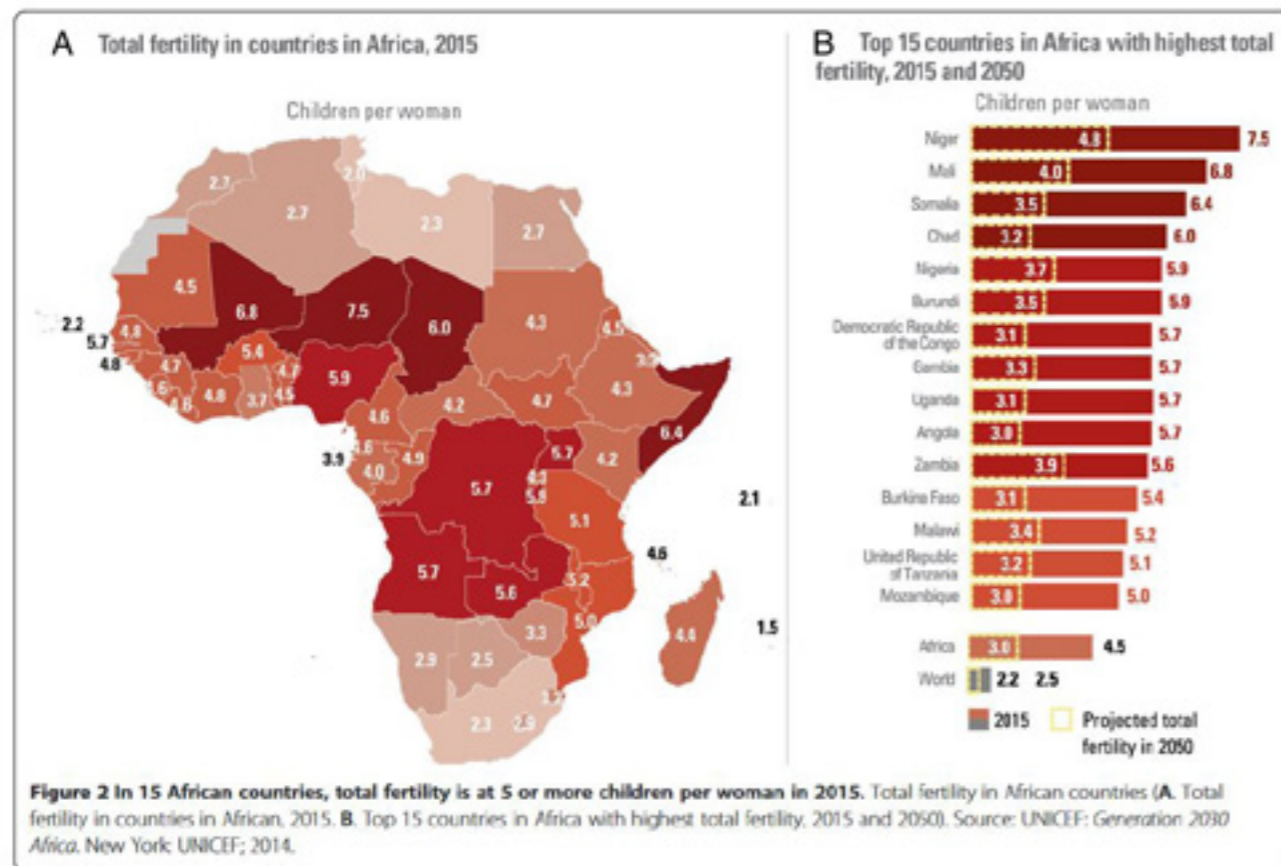 A Total fertility in countries in Africa, 2015
Children per woman
2.7
2.7
2.0
2.3
2.7
4.5
6.8
7.5
6.0
4.3
4.5
2.2
5.7
4.8
4.8
4.7
5.4
4.7
5.9
4.3
4.6
4.8
3.7
4.5
4.6
4.2
4.7
6.4
3.9
4.6
4.0
4.9
5.7
5.7
4.2
4.3
5.1
2.1
4.6
5.7
5.6
5.2
5.0
3.3
4.4
1.5
2.9
2.5
2.3
B Top 15 countries in Africa with highest total
fertility, 2015 and 2050
Children per woman
Niger 4.8 7.5
Mali 4.0 6.8
Somalia 3.5 6.4
Chad 3.2 6.0
Nigeria 3.7 5.9
Burundi 3.5 5.9
Democratic Republic
of the Congo 3.1 5.7
Gambia 3.3 5.7
Uganda 3.1 5.7
Angola 3.0 5.7
Zambia 3.9 5.6
Burkina Faso 3.1 5.4
Malawi 3.4 5.2
United Republic
of Tanzania 3.2 5.1
Mozambique 3.0 5.0
Africa 3.0 4.5
World 2.2 2.5
2015
Projected total
fertility in 2050
Figure 2 In 15 African countries, total fertility is at 5 or more children per woman in 2015. Total fertility in African countries (A. Total
fertility in countries in African, 2015. B. Top 15 countries in Africa with highest total fertility, 2015 and 2050). Source: UNICEF: Generation 2030
Africa. New York: UNICEF; 2014.